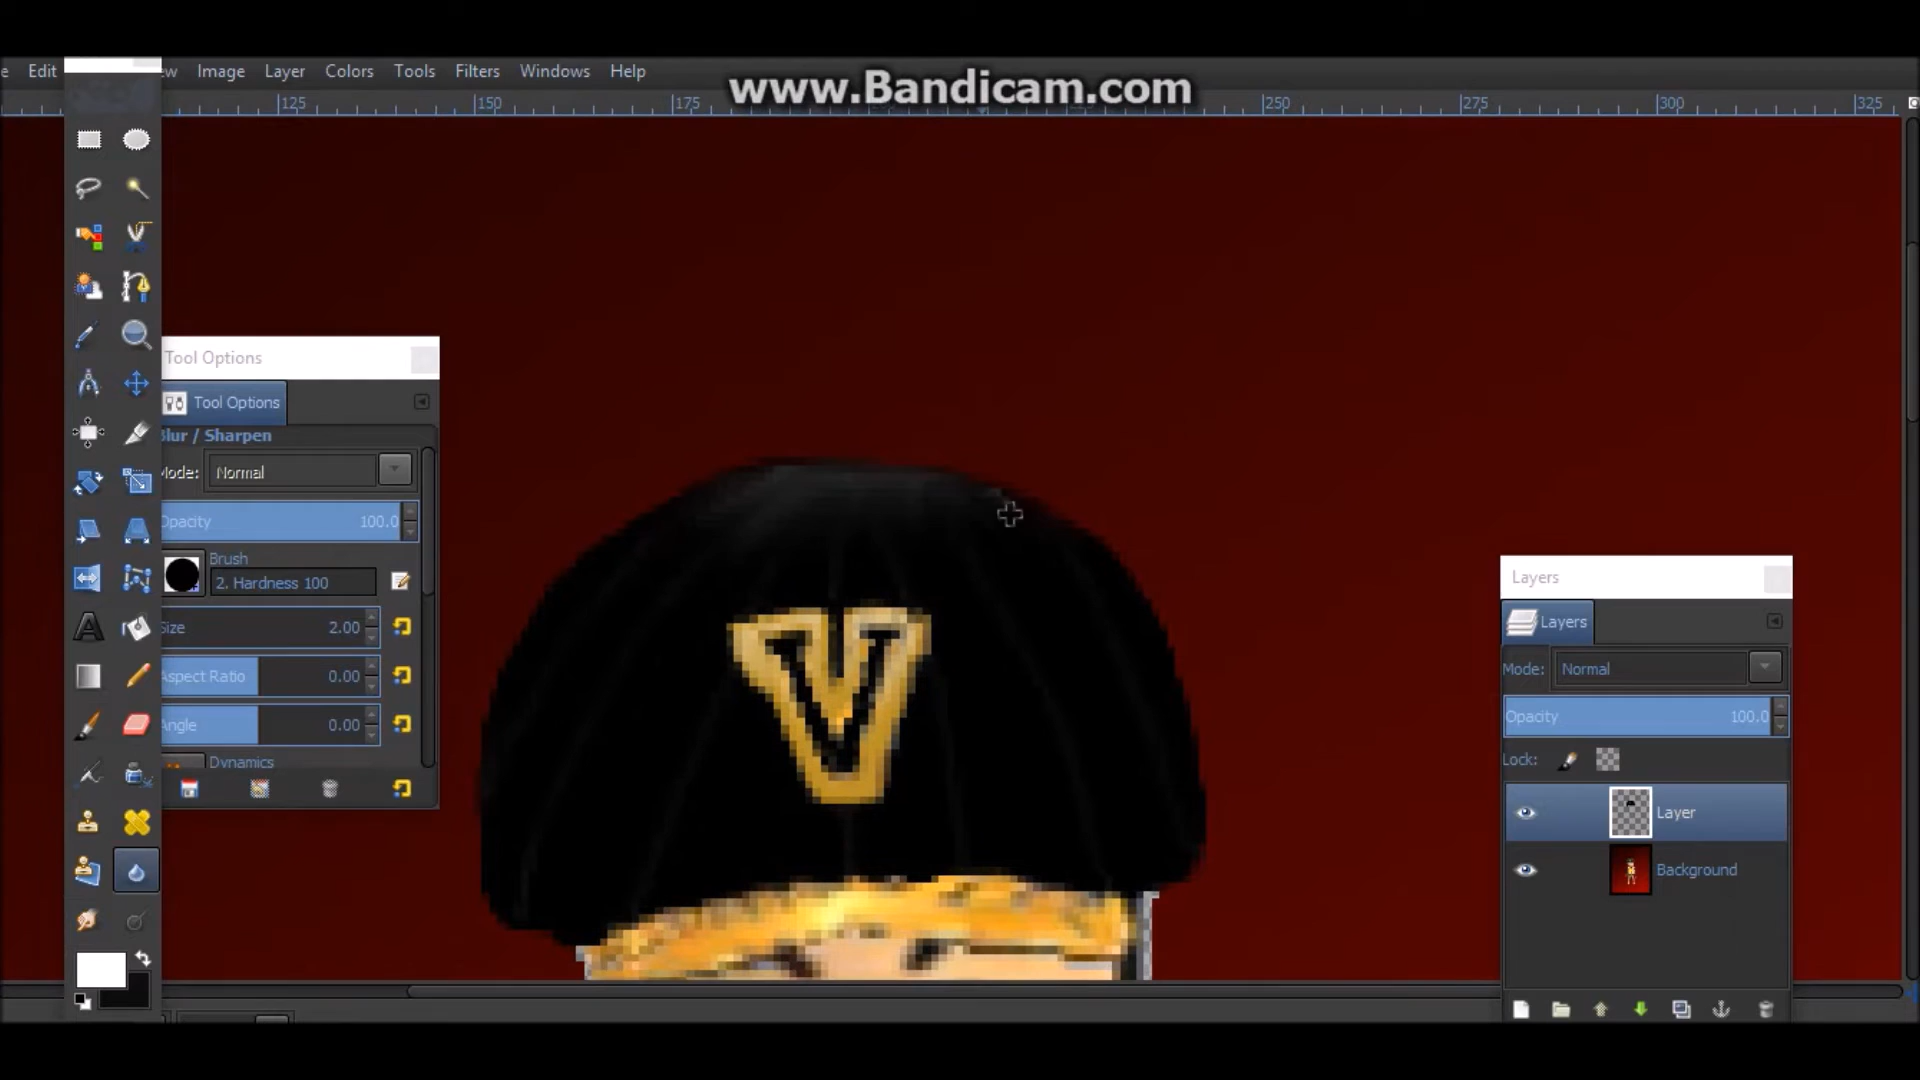 www.Bandicam.com
e Edit ew Image Layer Colors Tools Filters Windows Help
125 150 175 250 275 300 325
Tool Options
Tool Options
Blur / Sharpen
Mode: Normal
Opacity 100.0
Brush
2. Hardness 100
Size 2.00
Aspect Ratio 0.00
Angle 0.00
Dynamics
V
Layers
Layers
Mode: Normal
Opacity 100.0
Lock:
Layer
Background